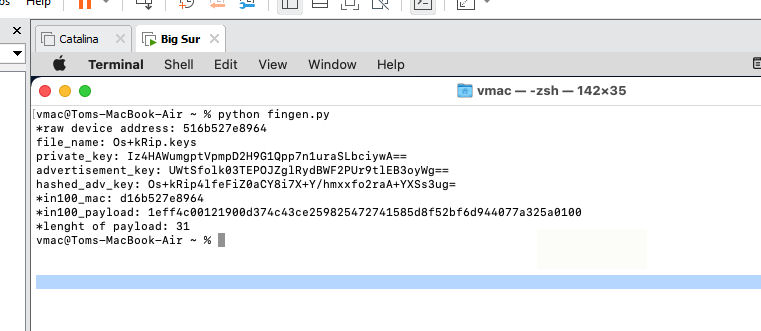 Catalina
Big Sur
Terminal Shell Edit View Window Help
vmac — -zsh — 142×35
vmac@Toms-MacBook-Air ~ % python fingen.py
*raw device address: 516b527e8964
file_name: Os+kRip.keys
private_key: Iz4HAWumgptVpmpD2H9G1Qpp7n1uraSLbciywA==
advertisement_key: UWtSfolk03TEPOJZglRydBWF2PUr9tlEB3oyWg==
hashed_adv_key: Os+kRip4lfeFiZ0aCY8i7X+Y/hmxxfo2raA+YXSs3ug=
*in100_mac: d16b527e8964
*in100_payload: 1eff4c00121900d374c43ce259825472741585d8f52bf6d944077a325a0100
*lenght of payload: 31
vmac@Toms-MacBook-Air ~ %